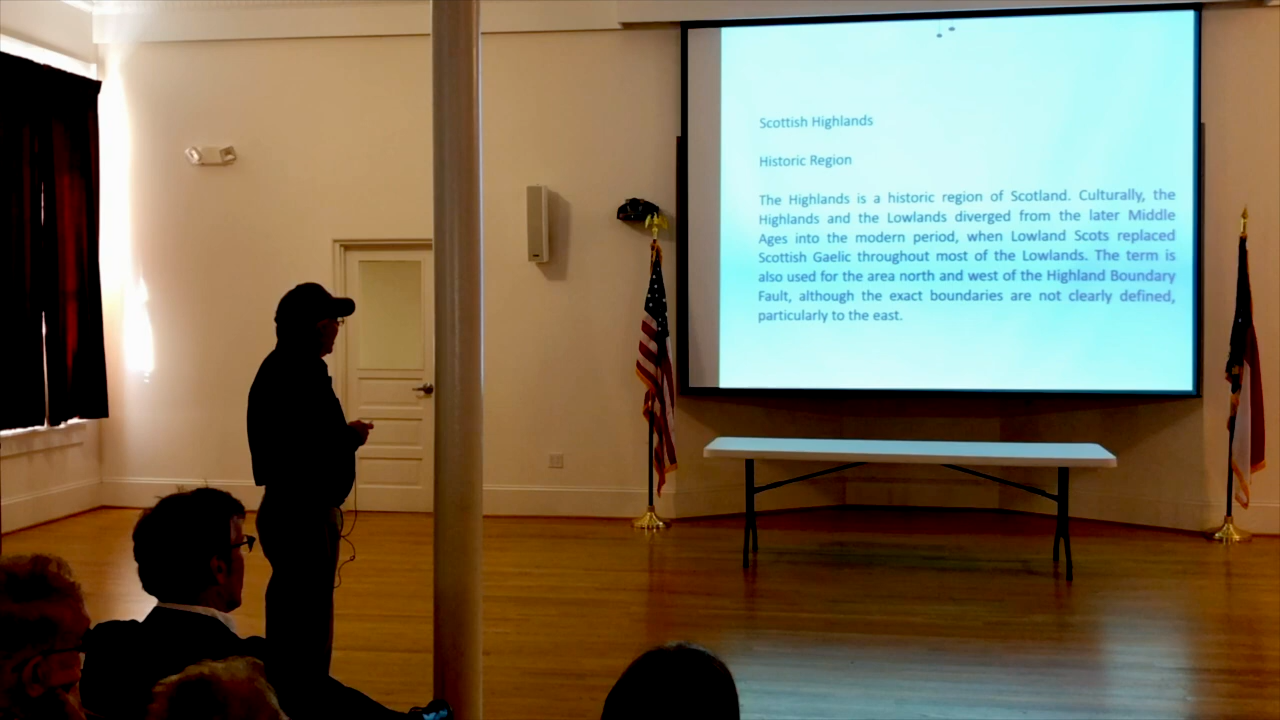 Scottish Highlands
Historic Region
The Highlands is a historic region of Scotland. Culturally, the
Highlands and the Lowlands diverged from the later Middle
Ages into the modern period, when Lowland Scots replaced
Scottish Gaelic throughout most of the Lowlands. The term is
also used for the area north and west of the Highland Boundary
Fault, although the exact boundaries are not clearly defined,
particularly to the east.